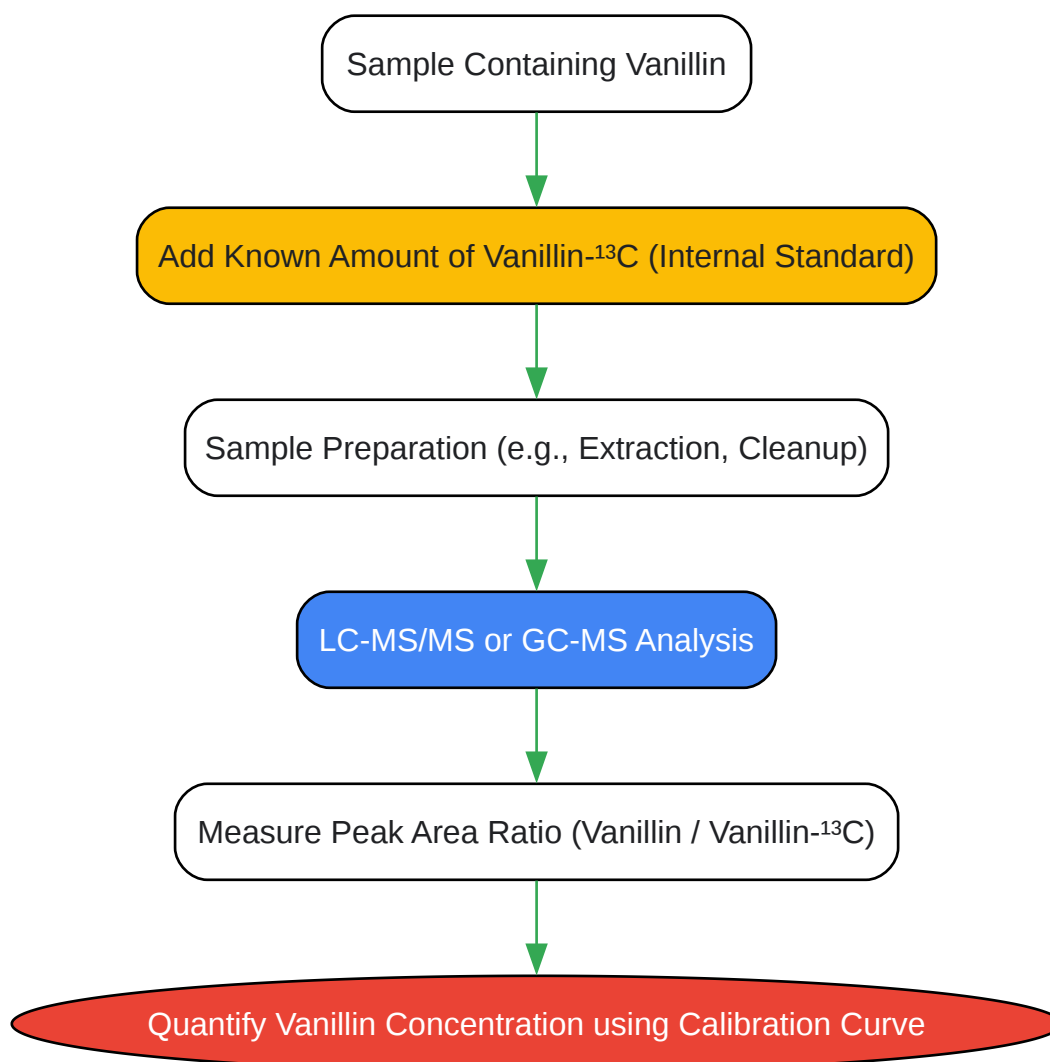 Sample Containing Vanillin
Add Known Amount of Vanillin-¹³C (Internal Standard)
Sample Preparation (e.g., Extraction, Cleanup)
LC-MS/MS or GC-MS Analysis
Measure Peak Area Ratio (Vanillin / Vanillin-¹³C)
Quantify Vanillin Concentration using Calibration Curve